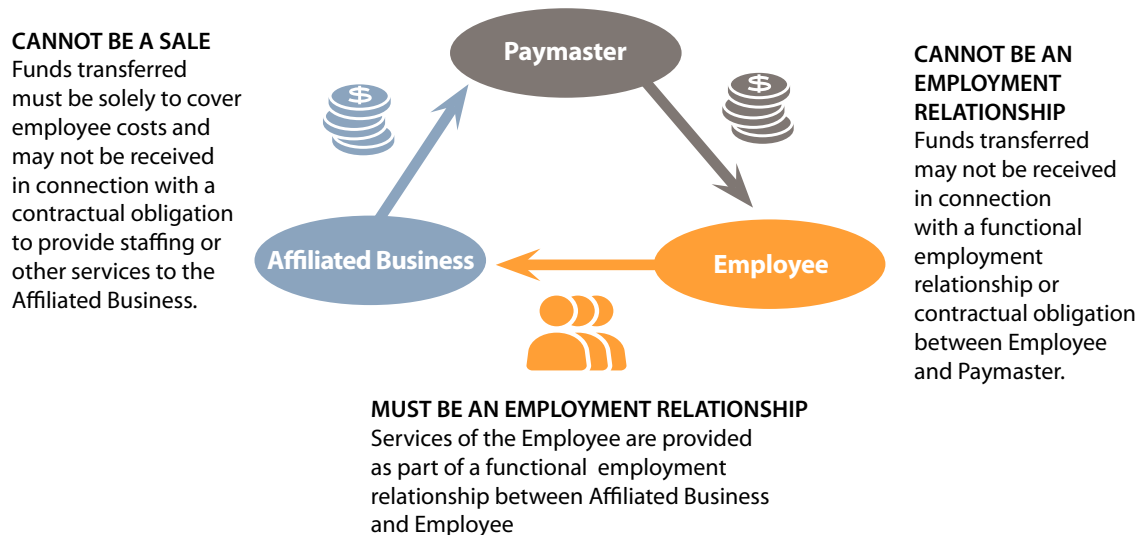 CANNOT BE A SALE
Funds transferred
must be solely to cover
employee costs and
may not be received
in connection with a
contractual obligation
to provide staffing or
other services to the
Affiliated Business.
Paymaster
$
$
CANNOT BE AN
EMPLOYMENT
RELATIONSHIP
Funds transferred
may not be received
in connection
with a functional
employment
relationship or
contractual obligation
between Employee
and Paymaster.
Affiliated Business
Employee
MUST BE AN EMPLOYMENT RELATIONSHIP
Services of the Employee are provided
as part of a functional employment
relationship between Affiliated Business
and Employee